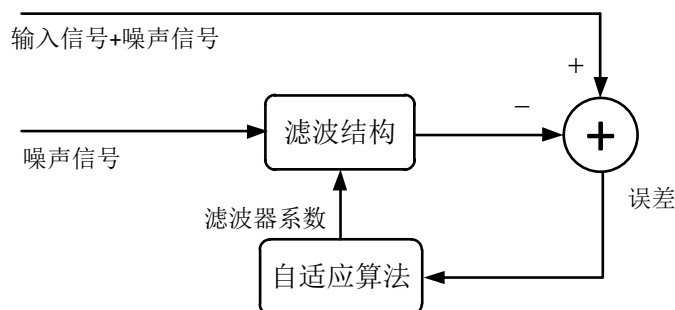 输入信号+噪声信号
+
−
滤波结构
+
噪声信号
误差
滤波器系数
自适应算法